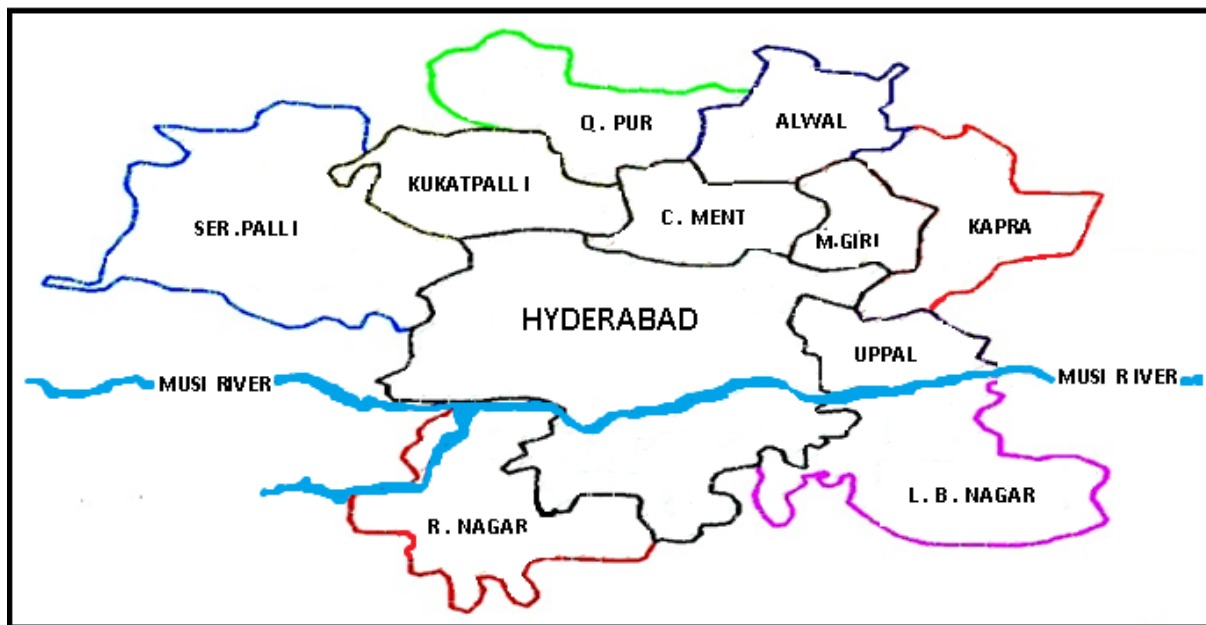 Q. PUR
ALWAL
KUKATPALLI
C. MENT
SER.PALLI
M.GIRI
KAPRA
HYDERABAD
UPPAL
MUSI RIVER
MUSI RIVER
L.B.NAGAR
R.NAGAR